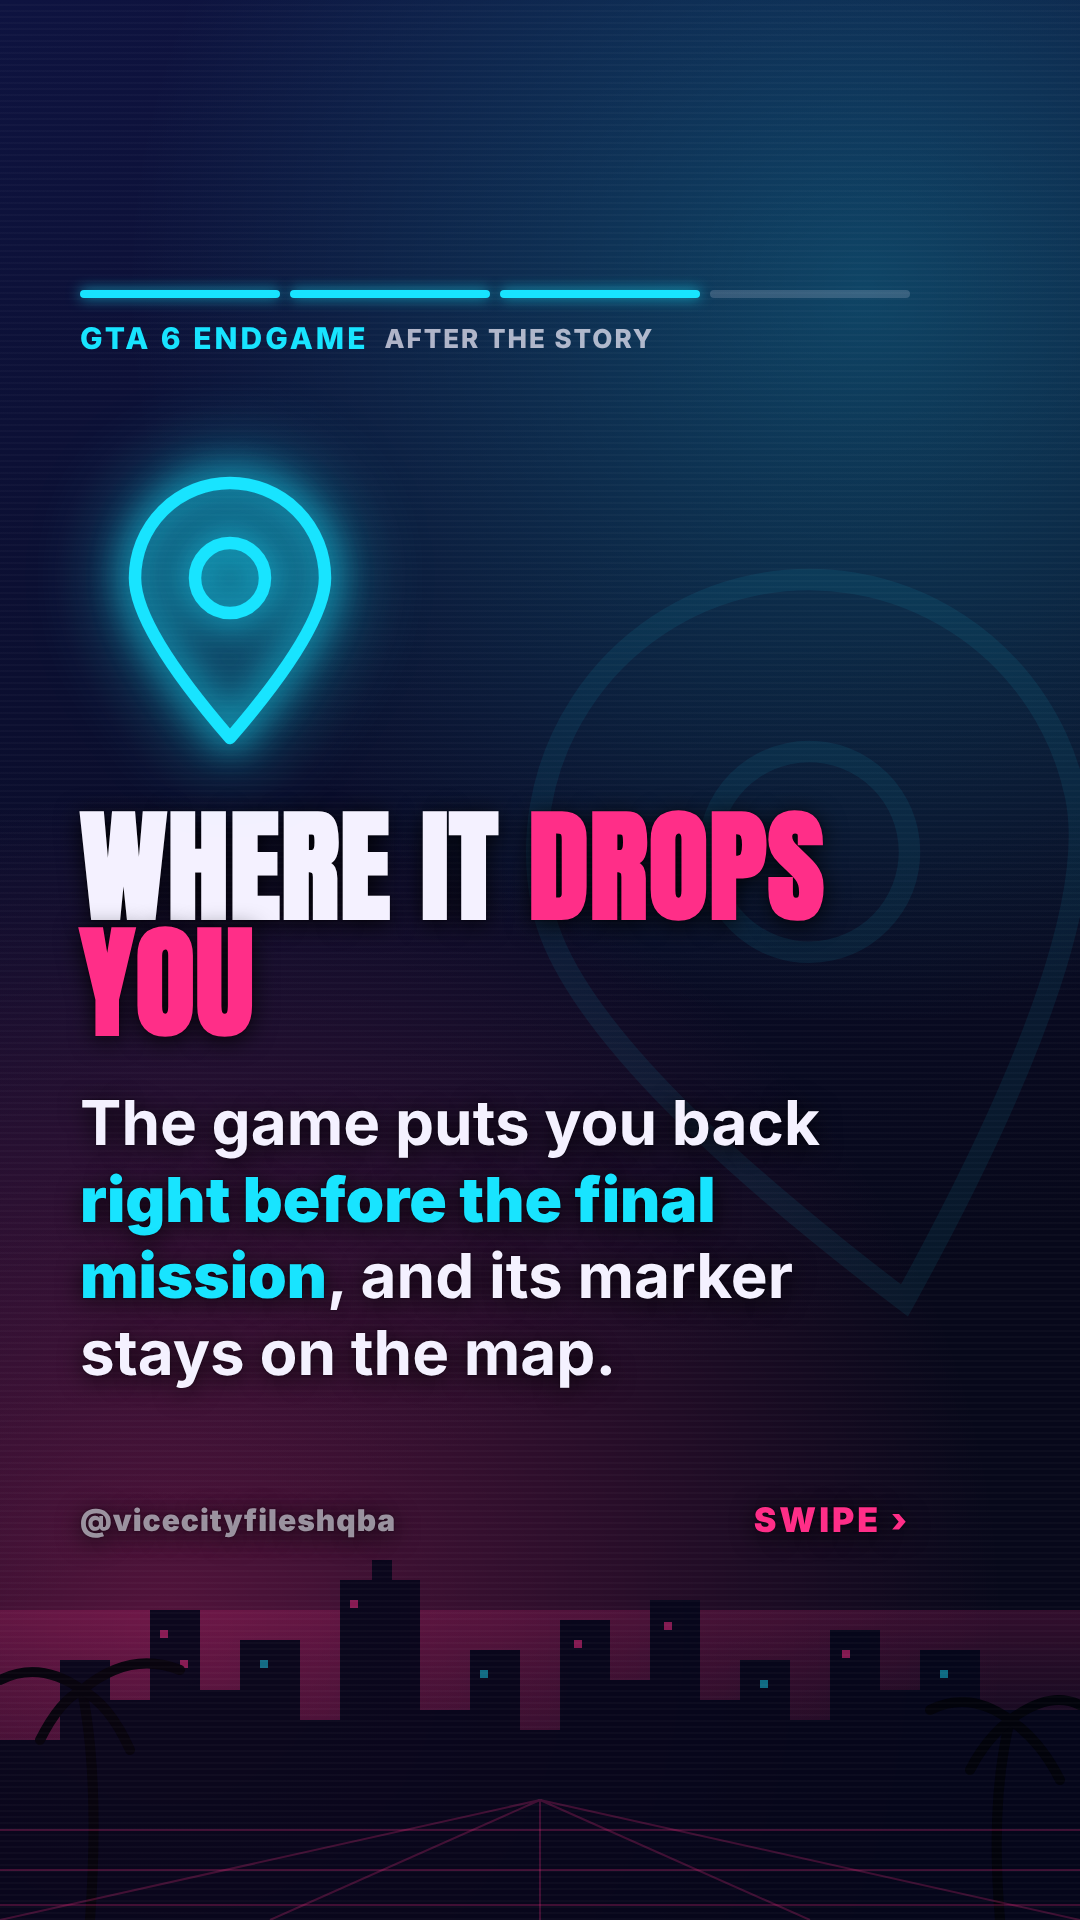 GTA 6 ENDGAME AFTER THE STORY
WHERE IT DROPS
YOU
The game puts you back
right before the final
mission, and its marker
stays on the map.
@vicecityfileshqba
SWIPE ›